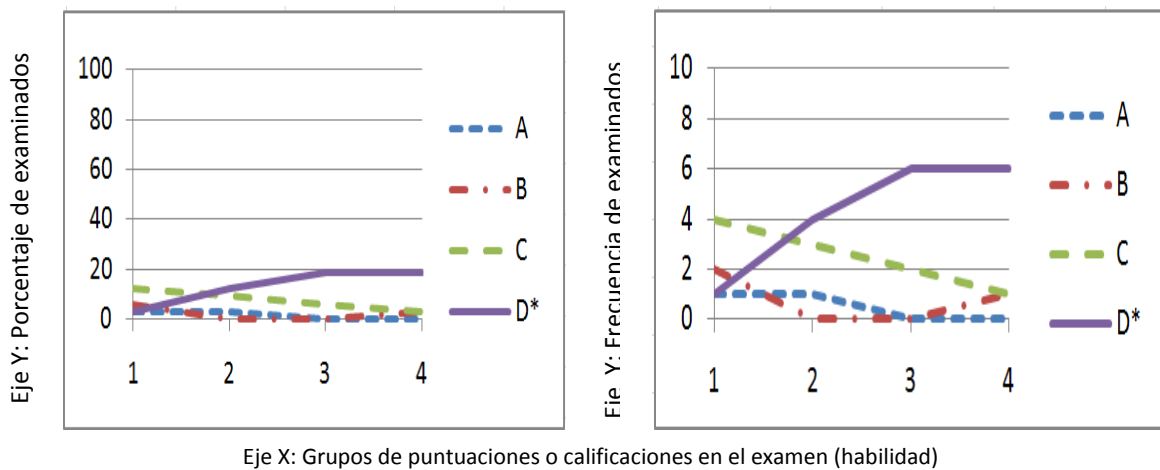 Eje Y: Porcentaje de examinados
100
80
60
40
20
0
1 2 3 4
A
B
C
D*
Eje Y: Frecuencia de examinados
10
8
6
4
2
0
1 2 3 4
A
B
C
D*
Eje X: Grupos de puntuaciones o calificaciones en el examen (habilidad)